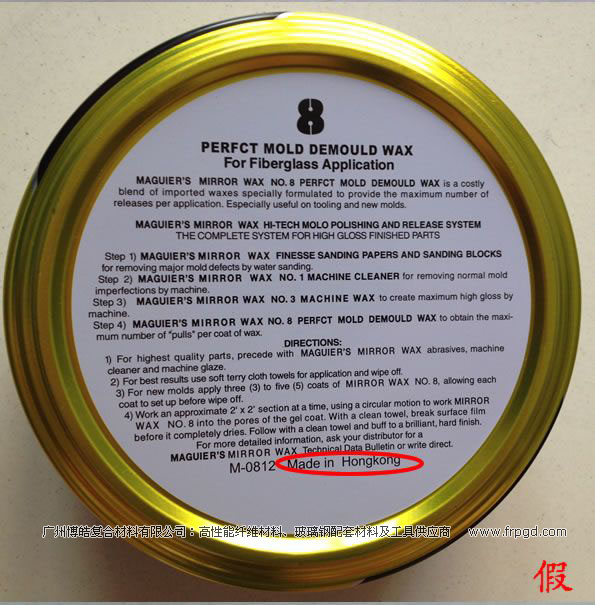 8
PERFCT MOLD DEMOULD WAX
For Fiberglass Application
MAGUIER'S MIRROR WAX NO. 8 PERFCT MOLD DEMOULD WAX is a costly
blend of imported waxes specially formulated to provide the maximum number of
releases per application. Especially useful on tooling and new molds.
MAGUIER'S MIRROR WAX HI-TECH MOLO POLISHING AND RELEASE SYSTEM
THE COMPLETE SYSTEM FOR HIGH GLOSS FINISHED PARTS
Step 1) MAGUIER'S MIRROR WAX FINESSE SANDING PAPERS AND SANDING BLOCKS
for removing major mold defects by water sanding.
Step 2) MAGUIER'S MIRROR WAX NO. 1 MACHINE CLEANER for removing normal mold
imperfections by machine.
Step 3) MAGUIER'S MIRROR WAX NO. 3 MACHINE WAX to create maximum high gloss by
machine.
Step 4) MAGUIER'S MIRROR WAX NO. 8 PERFCT MOLD DEMOULD WAX to obtain the maxi-
mum number of "pulls" per coat of wax.
DIRECTIONS:
1) For highest quality parts, precede with MAGUIER'S MIRROR WAX abrasives, machine
cleaner and machine glaze.
2) For best results use soft terry cloth towels for application and wipe off.
3) For new molds apply three (3) to five (5) coats of MIRROR WAX NO. 8, allowing each
coat to set up before wipe off.
4) Work an approximate 2' x 2' section at a time, using a circular motion to work MIRROR
WAX NO. 8 into the pores of the gel coat. With a clean towel, break surface film
before it completely dries. Follow with a clean towel and buff to a brilliant, hard finish.
For more detailed information, ask your distributor for a
MAGUIER'S MIRROR WAX Technical Data Bulletin or write direct.
M-0812 Made in Hongkong
广州博皓复合材料有限公司：高性能纤维材料、玻璃钢配套材料及工具供应商 www.frpgd.com
假